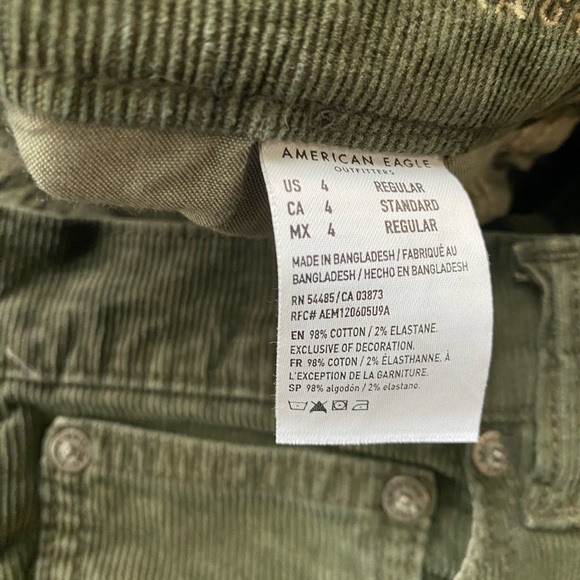 AMERICAN EAGLE
OUTFITTERS
US 4 REGULAR
CA 4 STANDARD
MX 4 REGULAR
MADE IN BANGLADESH / FABRIQUÉ AU
BANGLADESH / HECHO EN BANGLADESH
RN 54485 / CA 03873
RFC# AEM120605U9A
EN 98% COTTON / 2% ELASTANE.
EXCLUSIVE OF DECORATION.
FR 98% COTON / 2% ÉLASTHANNE. À
L'EXCEPTION DE LA GARNITURE.
SP 98% algodón / 2% elastano.